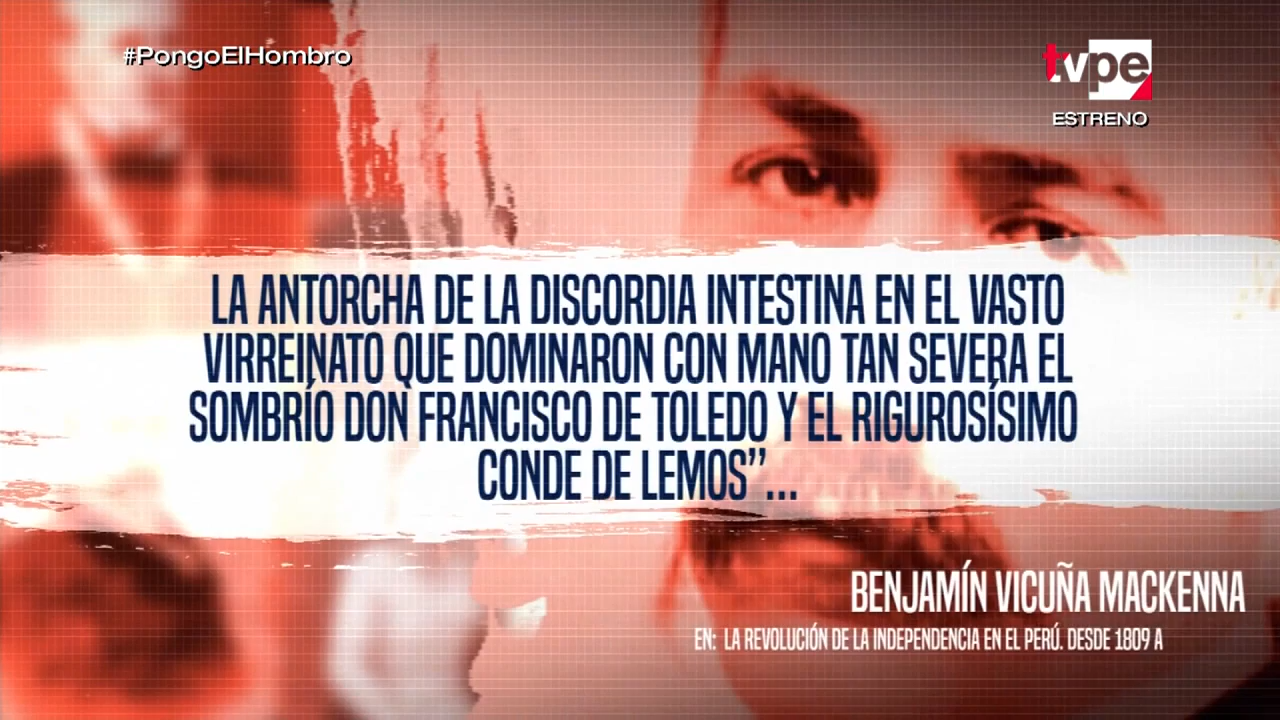 #PongoElHombro
tvpe
ESTRENO
LA ANTORCHA DE LA DISCORDIA INTESTINA EN EL VASTO
VIRREINATO QUE DOMINARON CON MANO TAN SEVERA EL
SOMBRÍO DON FRANCISCO DE TOLEDO Y EL RIGUROSÍSIMO
CONDE DE LEMOS”...
BENJAMÍN VICUÑA MACKENNA
EN: LA REVOLUCIÓN DE LA INDEPENDENCIA EN EL PERÚ. DESDE 1809 A